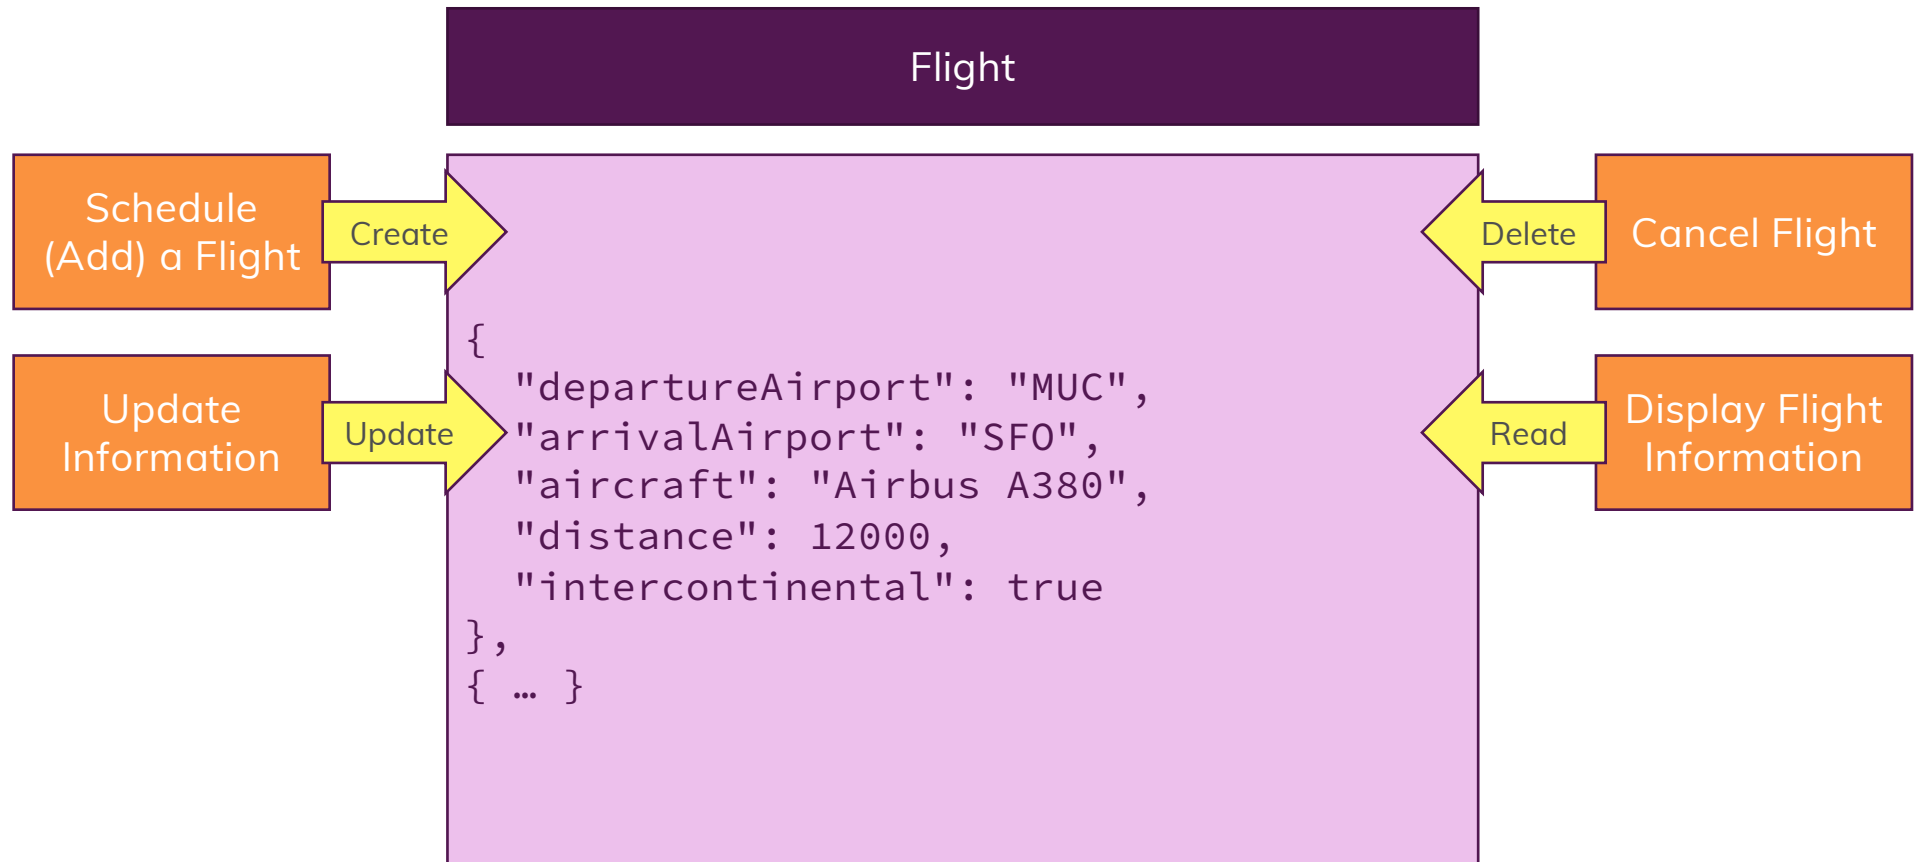 Flight
Schedule
(Add) a Flight
Create
Delete
Cancel Flight
Update
Information
Update
{
"departureAirport": "MUC",
"arrivalAirport": "SFO",
"aircraft": "Airbus A380",
"distance": 12000,
"intercontinental": true
},
{ … }
Read
Display Flight
Information